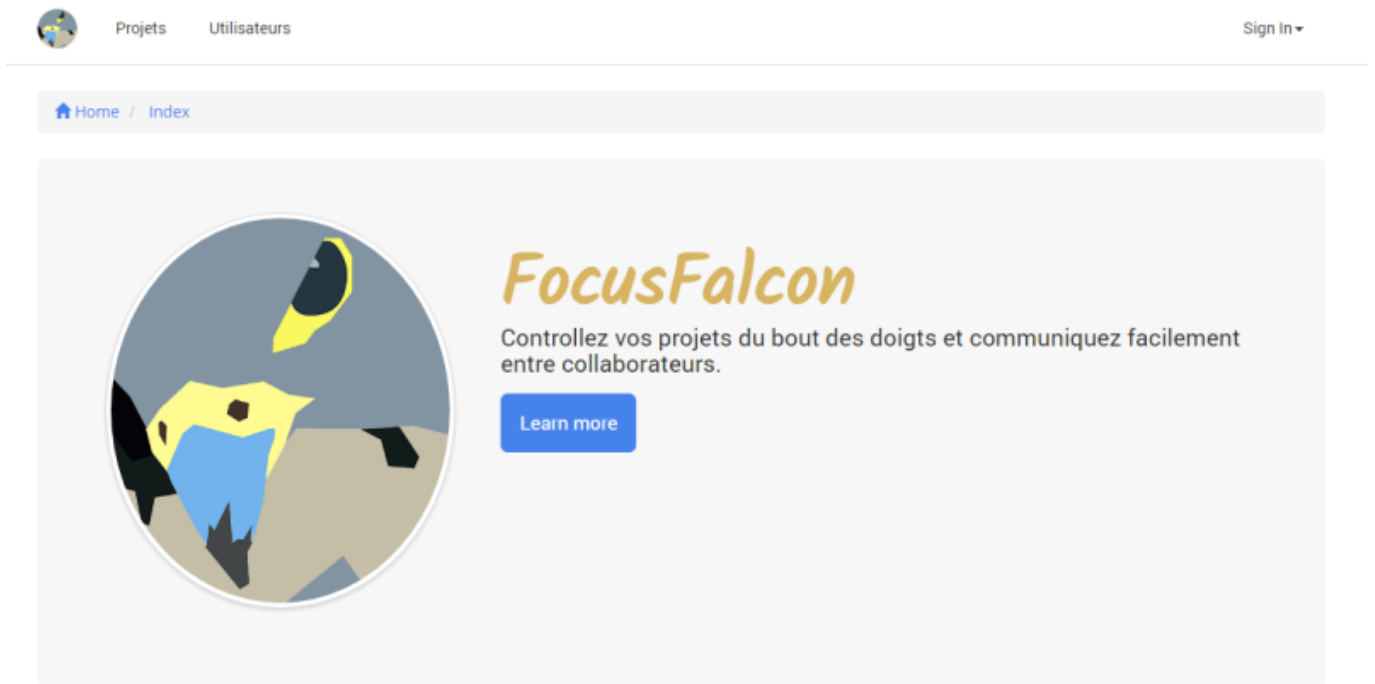 Projets Utilisateurs Sign In
Home / Index
FocusFalcon
Controllez vos projets du bout des doigts et communiquez facilement
entre collaborateurs.
Learn more